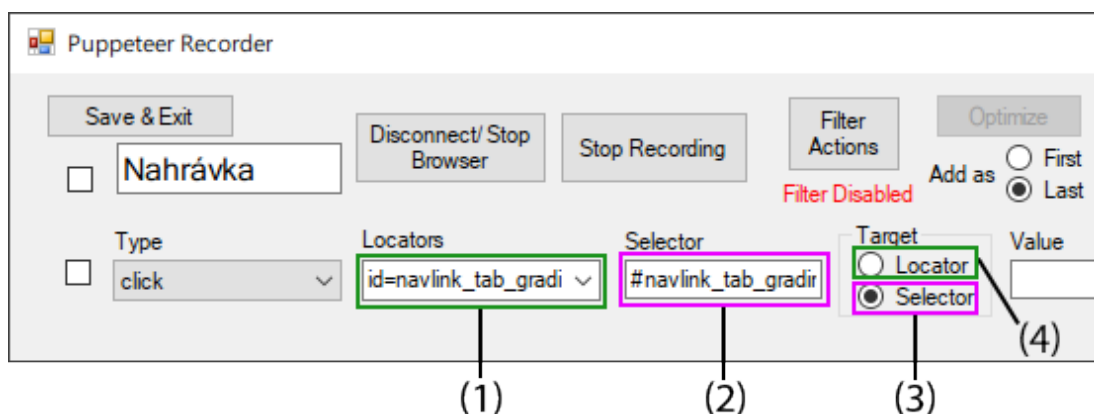 Puppeteer Recorder
Save & Exit
Disconnect/ Stop
Browser
Stop Recording
Filter
Actions
Optimize
Nahrávka
Filter Disabled
Add as
First
Last
Type
Locators
Selector
Target
Value
click
id=navlink_tab_gradi
#navlink_tab_gradir
Locator
Selector
(4)
(1)
(2)
(3)